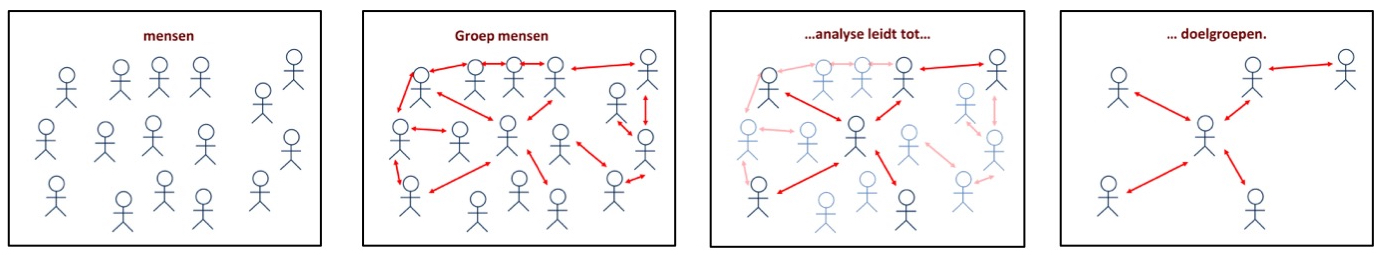 mensen
Groep mensen
…analyse leidt tot…
… doelgroepen.